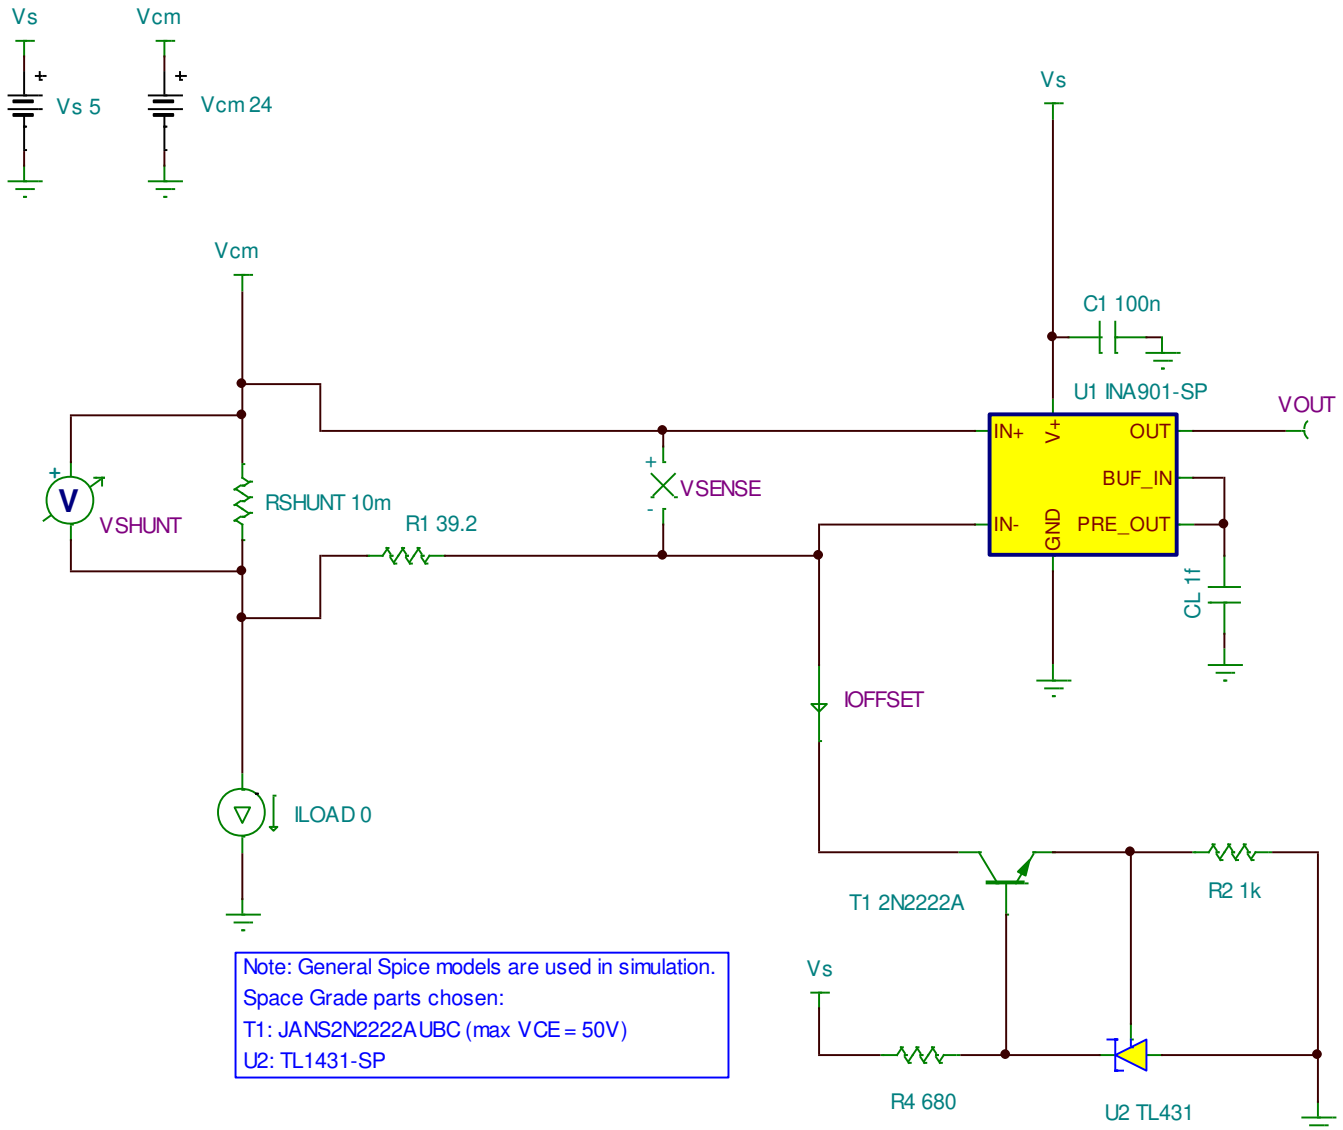 Vs
Vcm
+
+
Vs 5
Vcm 24
Vs
Vcm
C1 100n
U1 INA901-SP
VOUT
IN+
V+
OUT
+
V
VSHUNT
RSHUNT 10m
+
-
VSENSE
BUF_IN
R1 39.2
IN-
GND
PRE_OUT
CL 1f
IOFFSET
ILOAD 0
T1 2N2222A
R2 1k
Note: General Spice models are used in simulation.
Space Grade parts chosen:
T1: JANS2N2222AUBC (max VCE = 50V)
U2: TL1431-SP
Vs
R4 680
U2 TL431